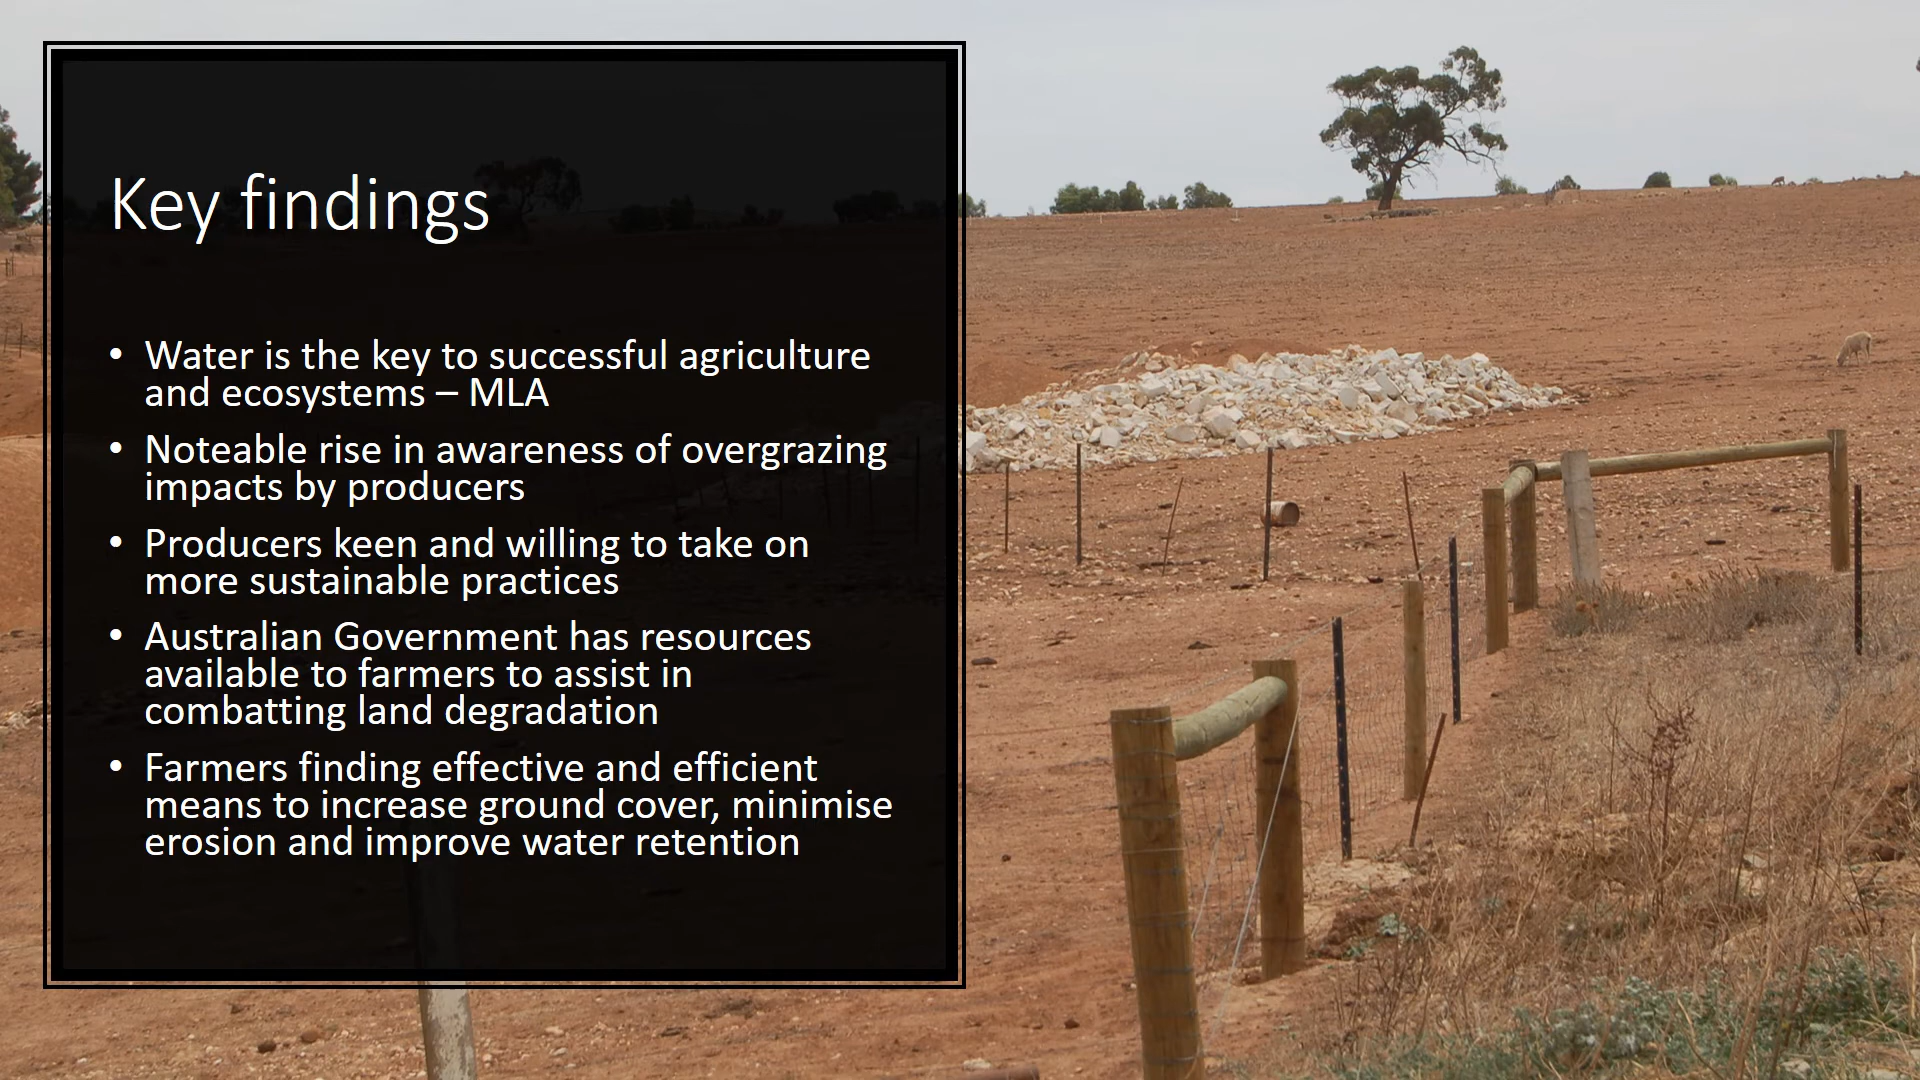 Key findings
• Water is the key to successful agriculture
and ecosystems – MLA
• Noteable rise in awareness of overgrazing
impacts by producers
• Producers keen and willing to take on
more sustainable practices
• Australian Government has resources
available to farmers to assist in
combatting land degradation
• Farmers finding effective and efficient
means to increase ground cover, minimise
erosion and improve water retention